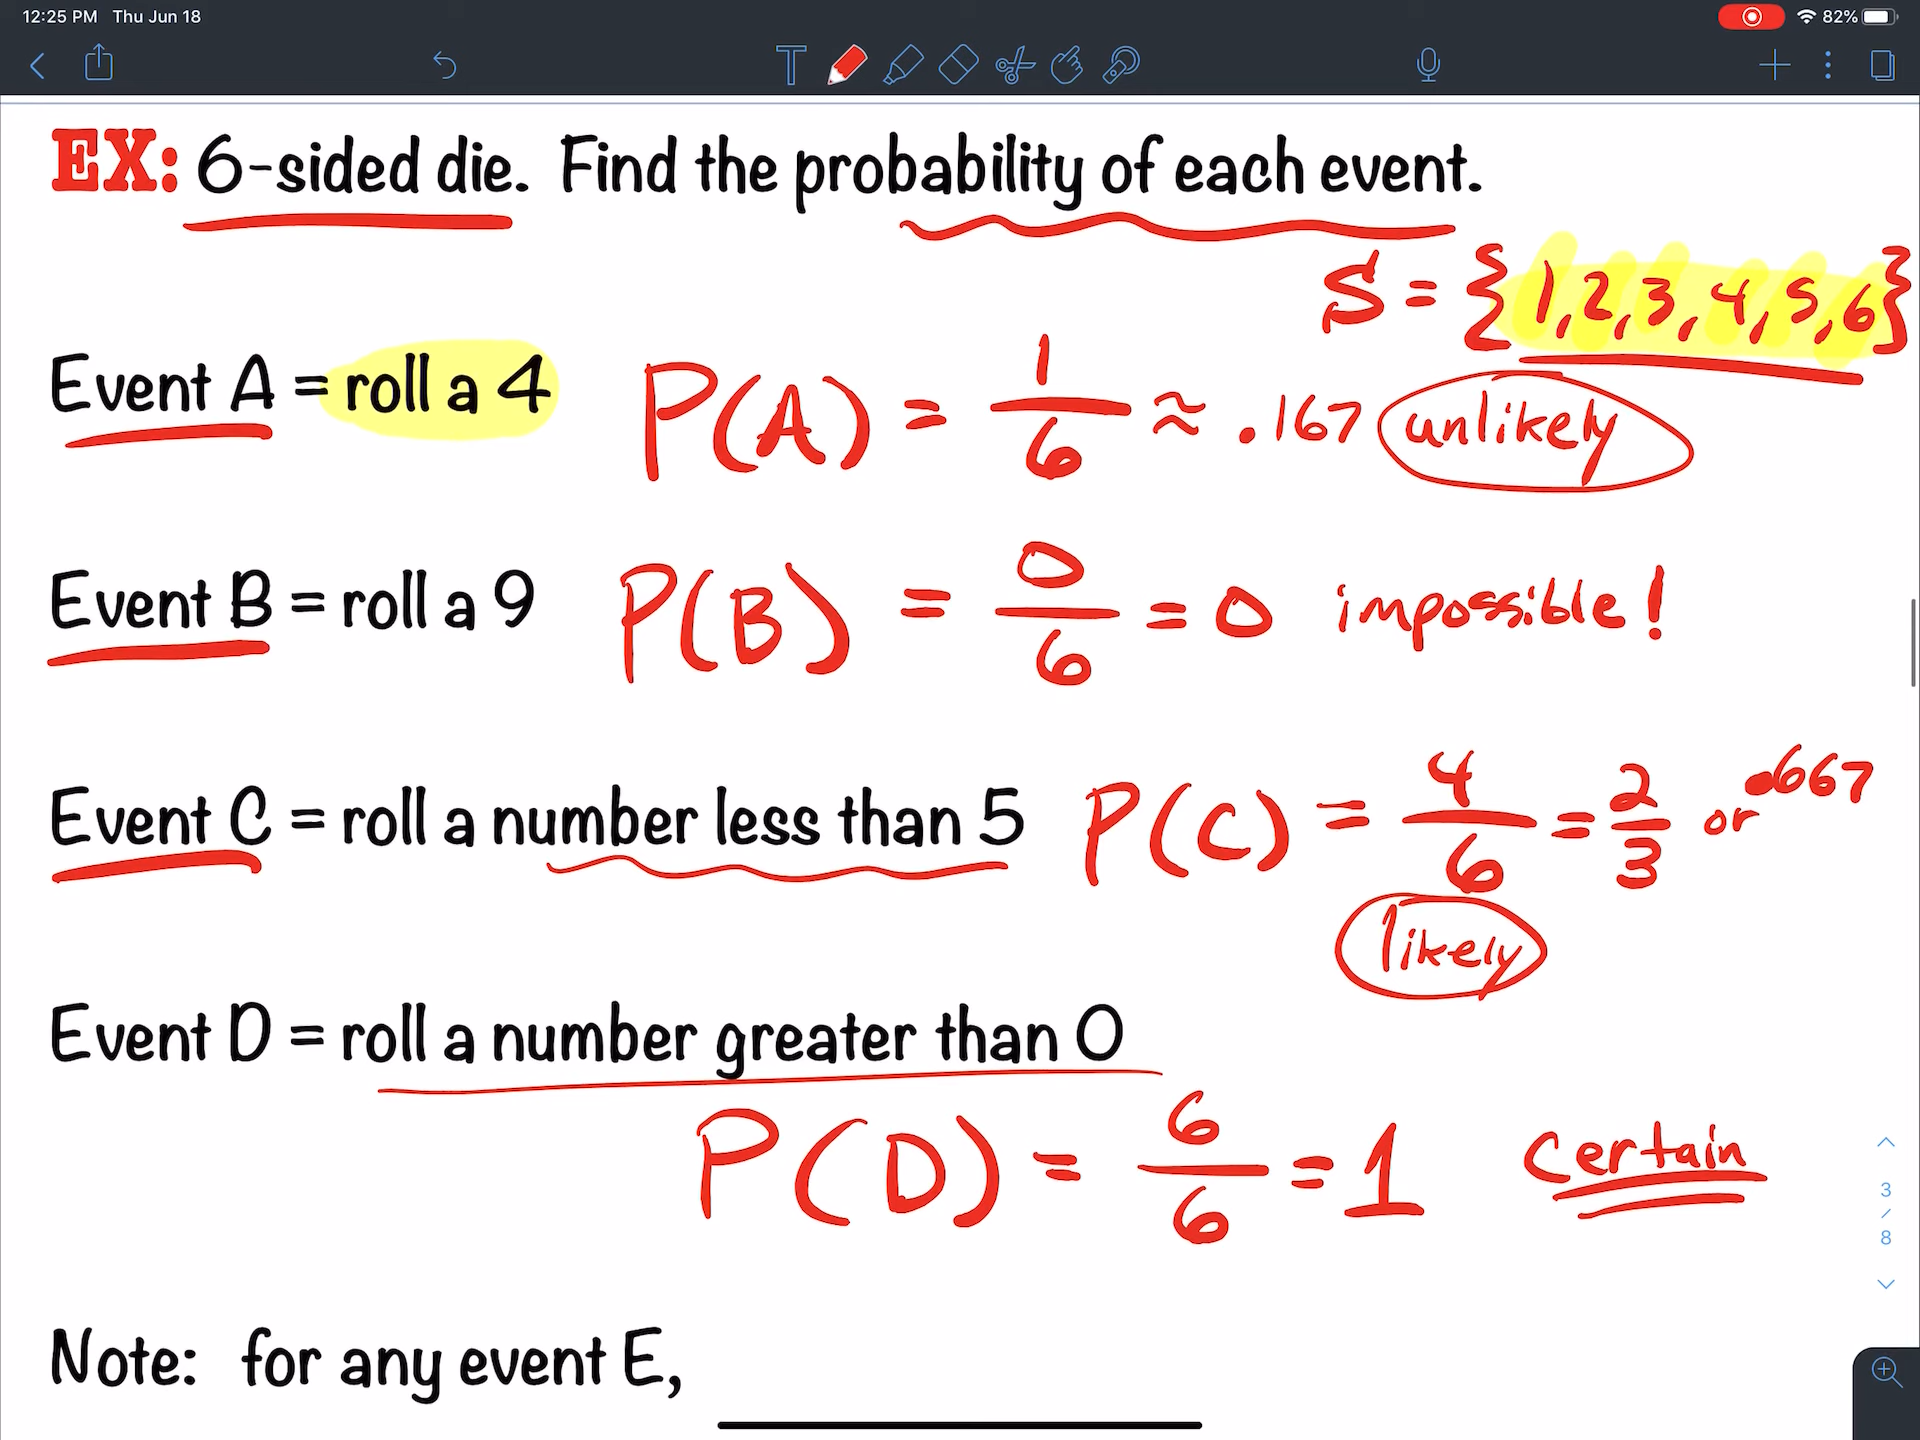 12:25 PM Thu Jun 18
82%
T
EX: 6-sided die. Find the probability of each event.
S = {1,2,3,4,5,6}
Event A = roll a 4 P(A) = 1/6 ≈ .167 unlikely
Event B = roll a 9 P(B) = 0/6 = 0 impossible!
Event C = roll a number less than 5 P(C) = 4/6 = 2/3 or .667
likely
Event D = roll a number greater than 0
P(D) = 6/6 = 1 certain
3
/
8
Note: for any event E,